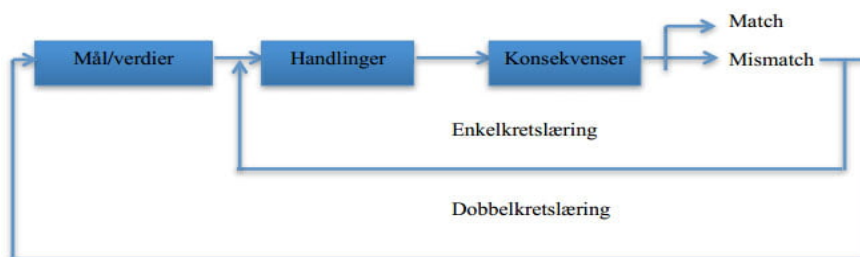 Match
Mål/verdier
Handlinger
Konsekvenser
Mismatch
Enkelkretslæring
Dobbelkretslæring